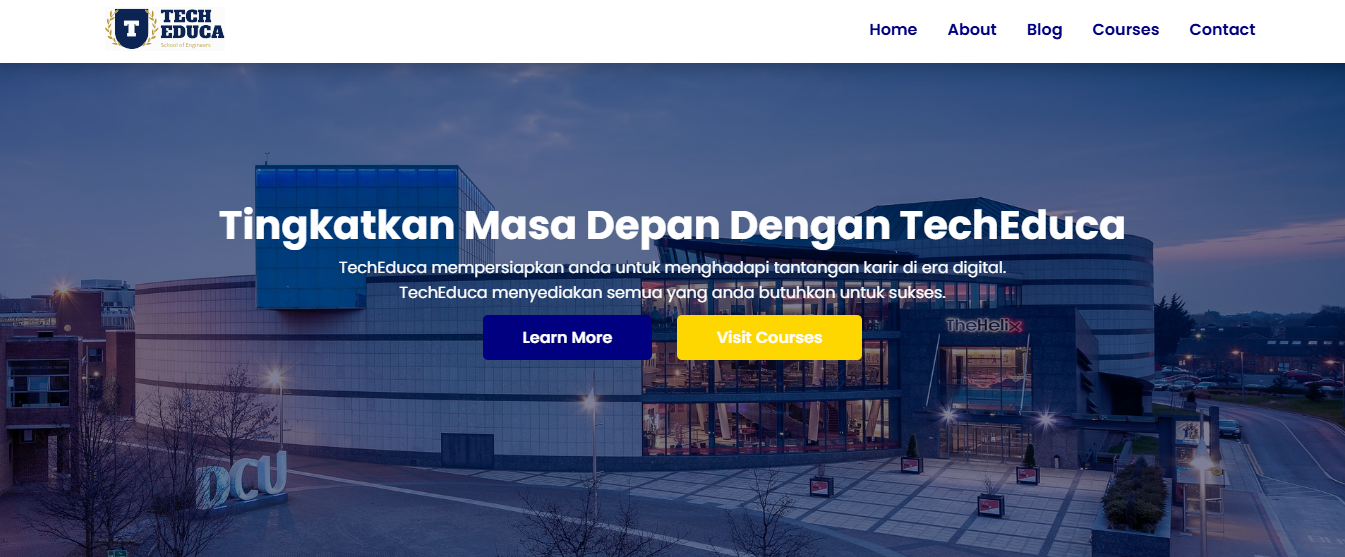 T
TECH
EDUCA
School of Engineers
Home About Blog Courses Contact
Tingkatkan Masa Depan Dengan TechEduca
TechEduca mempersiapkan anda untuk menghadapi tantangan karir di era digital.
TechEduca menyediakan semua yang anda butuhkan untuk sukses.
Learn More Visit Courses
TheHelix
DCU